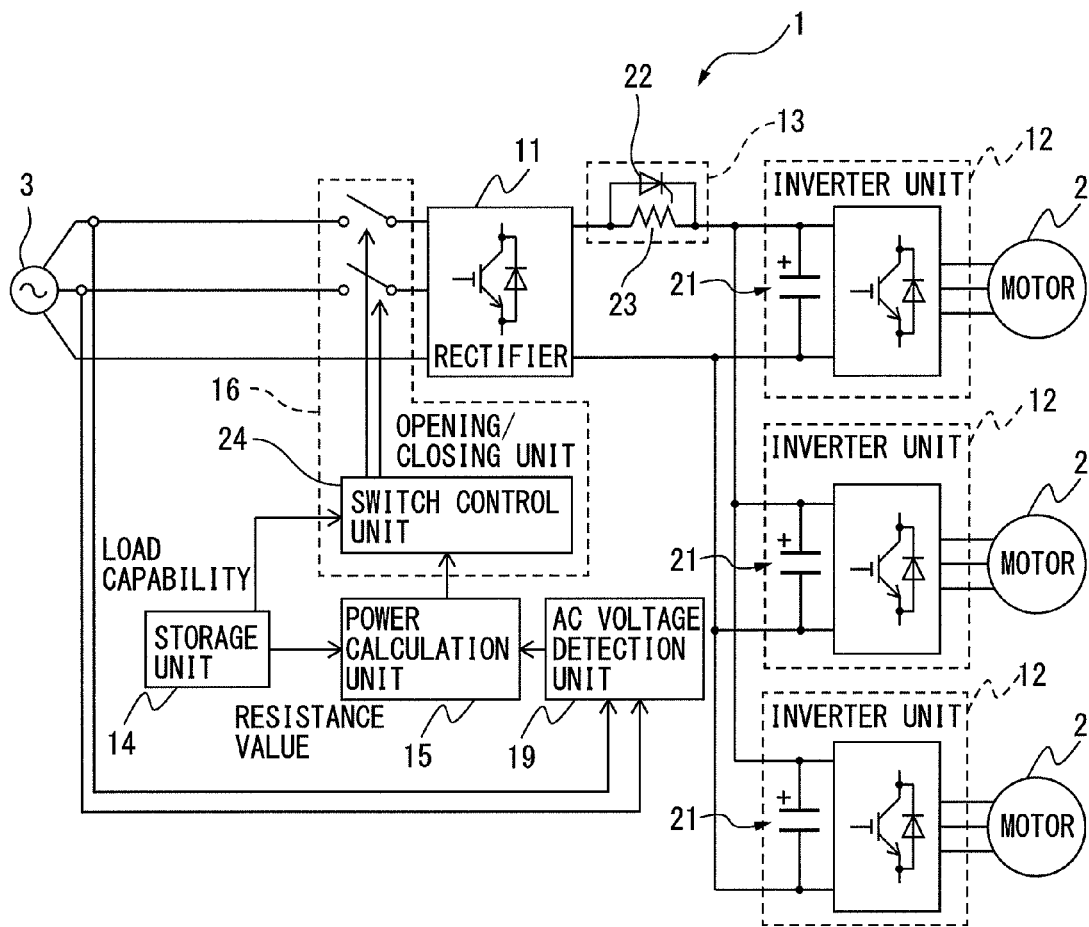 1
22
13
12
11
INVERTER UNIT
2
3
21
+
MOTOR
23
RECTIFIER
16
OPENING/
CLOSING UNIT
24
12
INVERTER UNIT
2
SWITCH CONTROL
UNIT
21
+
MOTOR
LOAD
CAPABILITY
STORAGE
UNIT
POWER
CALCULATION
UNIT
AC VOLTAGE
DETECTION
UNIT
14
RESISTANCE
VALUE
15
19
12
INVERTER UNIT
2
21
+
MOTOR